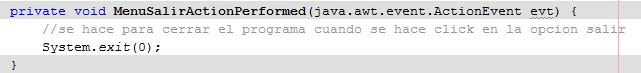 private void MenuSalirActionPerformed(java.awt.event.ActionEvent evt) {
//se hace para cerrar el programa cuando se hace click en la opcion salir
System.exit(0);
}